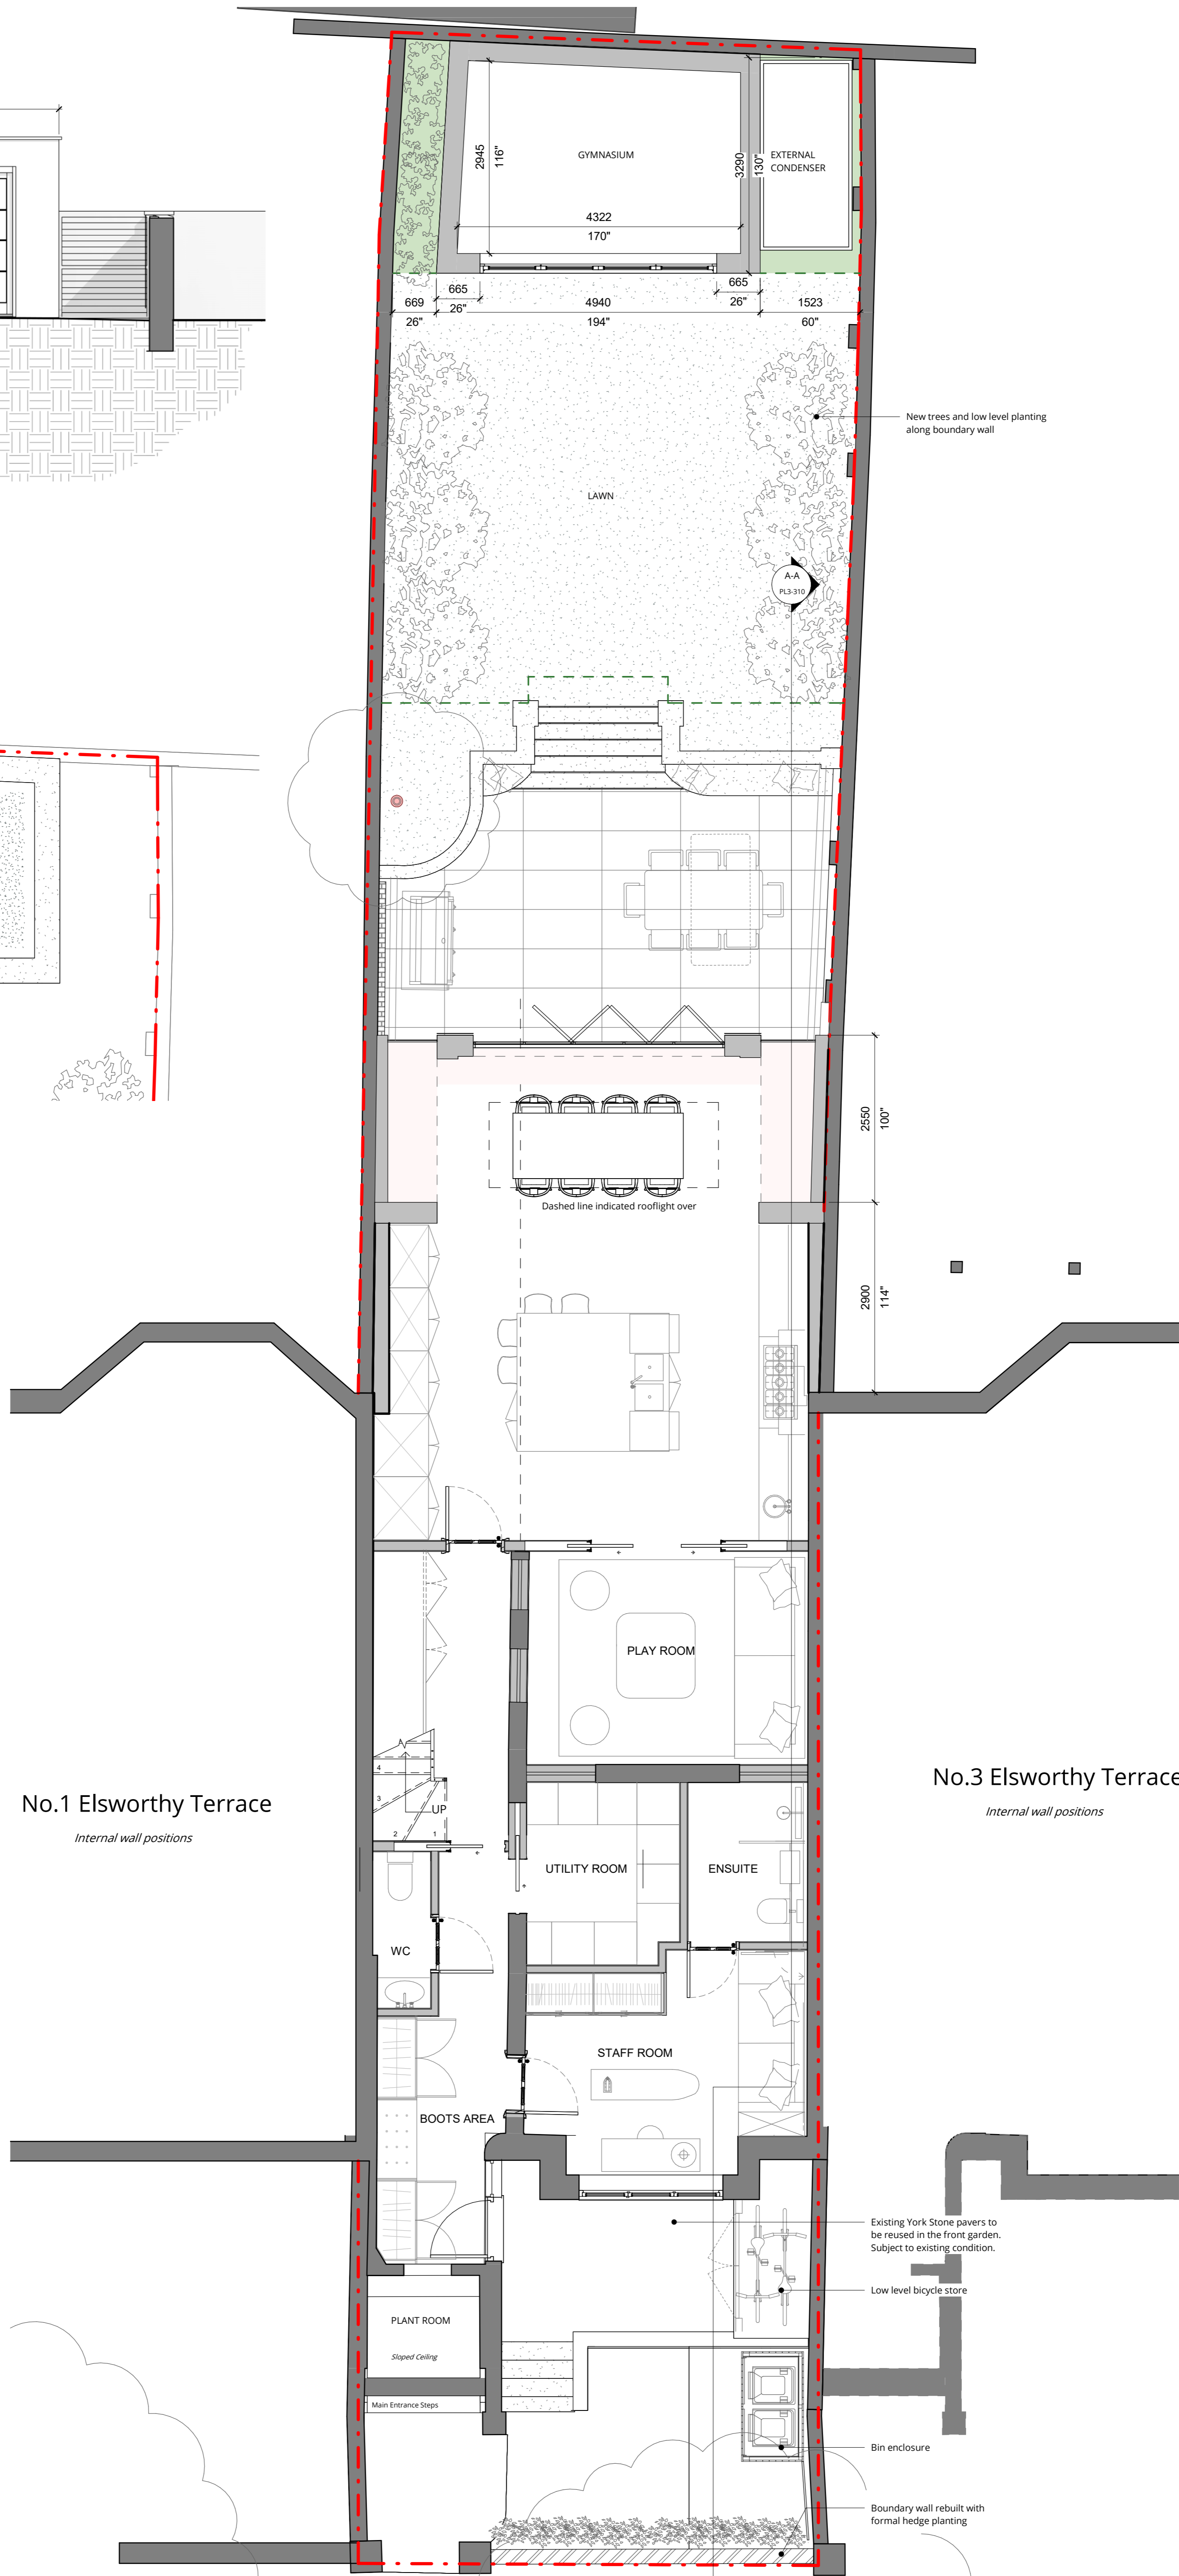 GYMNASIUM
EXTERNAL
CONDENSER
2945
116"
3290
130"
4322
170"
669
26"
665
26"
4940
194"
665
26"
1523
60"
New trees and low level planting
along boundary wall
LAWN
A-A
PL3-310
2550
100"
Dashed line indicated rooflight over
2900
114"
PLAY ROOM
No.1 Elsworthy Terrace
Internal wall positions
No.3 Elsworthy Terrace
Internal wall positions
4
3
2
1
UP
UTILITY ROOM
ENSUITE
WC
STAFF ROOM
BOOTS AREA
Existing York Stone pavers to
be reused in the front garden.
Subject to existing condition.
Low level bicycle store
PLANT ROOM
Sloped Ceiling
Main Entrance Steps
Bin enclosure
Boundary wall rebuilt with
formal hedge planting